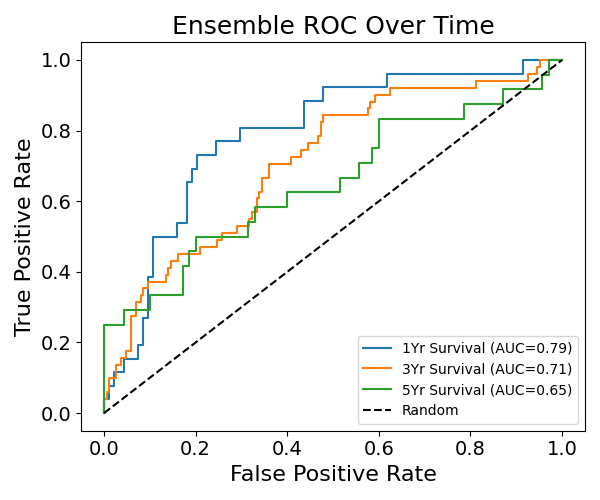 Ensemble ROC Over Time
True Positive Rate
1.0
0.8
0.6
0.4
0.2
0.0
1Yr Survival (AUC=0.79)
3Yr Survival (AUC=0.71)
5Yr Survival (AUC=0.65)
Random
0.0 0.2 0.4 0.6 0.8 1.0
False Positive Rate